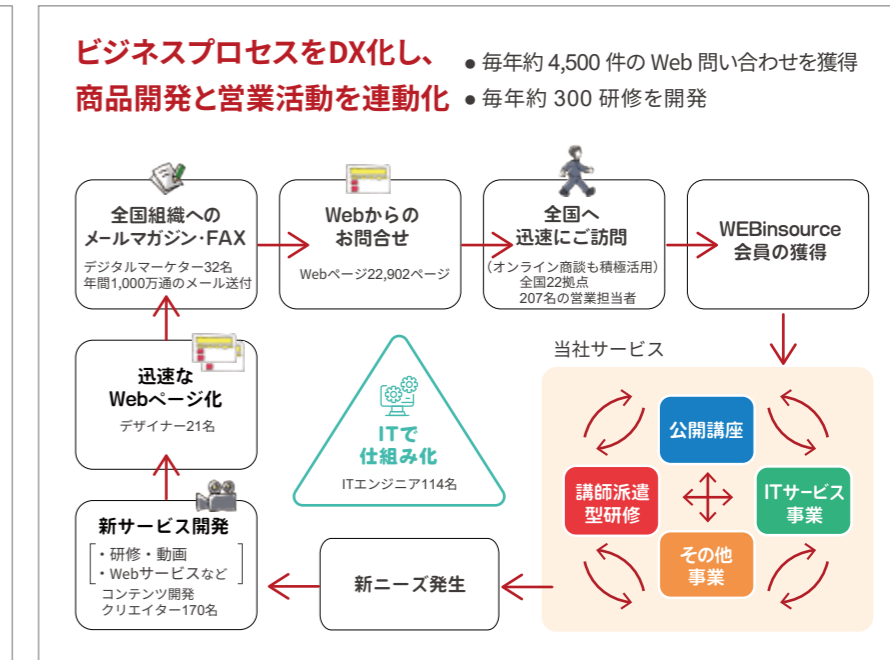 ビジネスプロセスをDX化し、
商品開発と営業活動を連動化
● 毎年約 4,500 件の Web 問い合わせを獲得
● 毎年約 300 研修を開発
全国組織への
メールマガジン・FAX
デジタルマーケター32名
年間1,000万通のメール送付
Webからの
お問合せ
Webページ22,902ページ
全国へ
迅速にご訪問
(オンライン商談も積極活用)
全国22拠点
207名の営業担当者
WEBinsource
会員の獲得
迅速な
Webページ化
デザイナー21名
ITで
仕組み化
ITエンジニア114名
当社サービス
公開講座
講師派遣
型研修
ITサービス
事業
その他
事業
新サービス開発
・研修・動画
・Webサービスなど
コンテンツ開発
クリエイター170名
新ニーズ発生